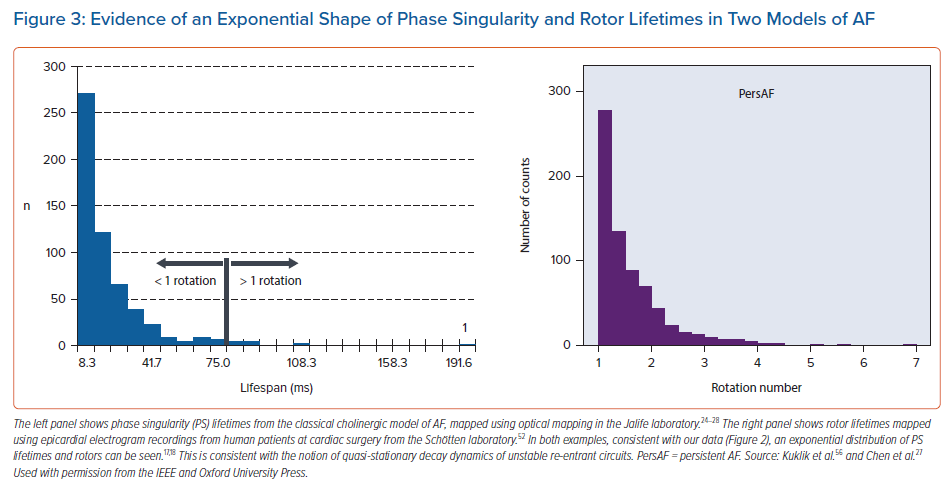 Figure 3: Evidence of an Exponential Shape of Phase Singularity and Rotor Lifetimes in Two Models of AF
300
250
200
n 150
100
50
0
< 1 rotation > 1 rotation
1
8.3 41.7 75.0 108.3 158.3 191.6
Lifespan (ms)
PersAF
Number of counts
300
200
100
0
1 2 3 4 5 6 7
Rotation number
The left panel shows phase singularity (PS) lifetimes from the classical cholinergic model of AF, mapped using optical mapping in the Jalife laboratory.24–28 The right panel shows rotor lifetimes mapped
using epicardial electrogram recordings from human patients at cardiac surgery from the Schötten laboratory.52 In both examples, consistent with our data (Figure 2), an exponential distribution of PS
lifetimes and rotors can be seen.17,18 This is consistent with the notion of quasi-stationary decay dynamics of unstable re-entrant circuits. PersAF = persistent AF. Source: Kuklik et al.56 and Chen et al.27
Used with permission from the IEEE and Oxford University Press.